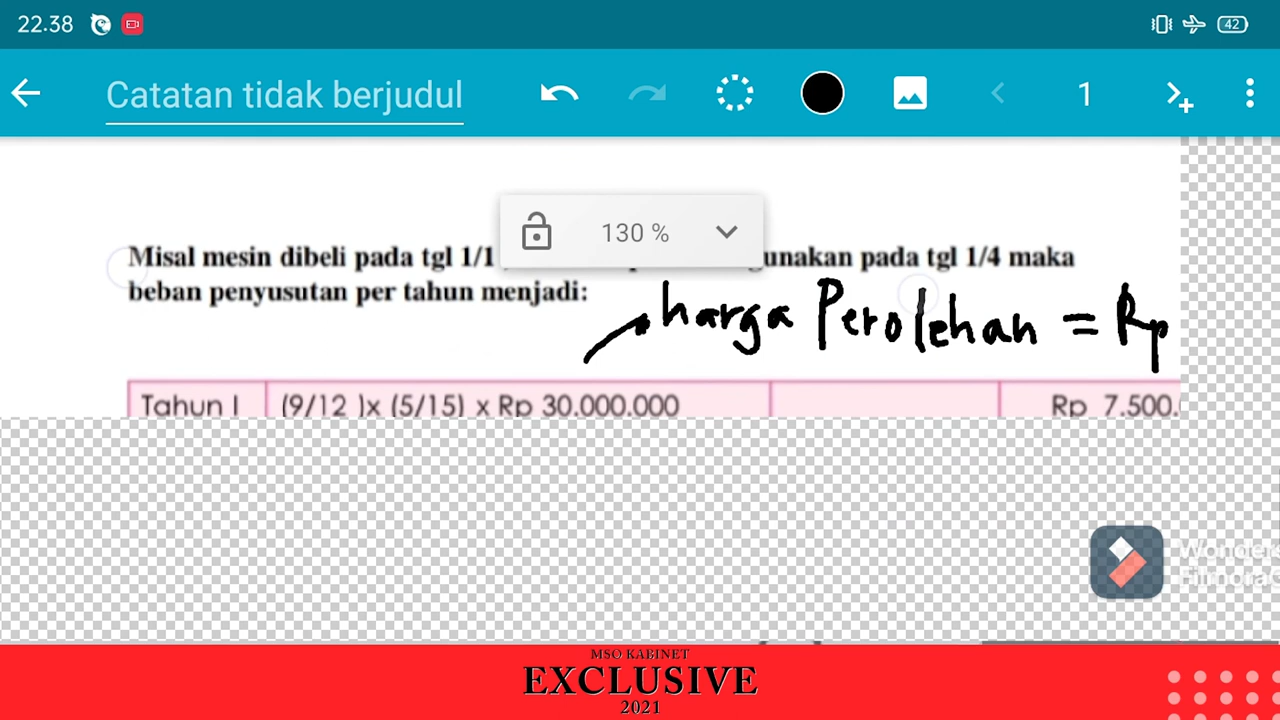 22.38
42
Catatan tidak berjudul
1
130 %
Misal mesin dibeli pada tgl 1/1 unakan pada tgl 1/4 maka
beban penyusutan per tahun menjadi:
harga Perolehan = Rp
Tahun I (9/12 )x (5/15) x Rp 30.000.000 Rp 7.500.
Wonder
Filmora
MSO KABINET
EXCLUSIVE
2021